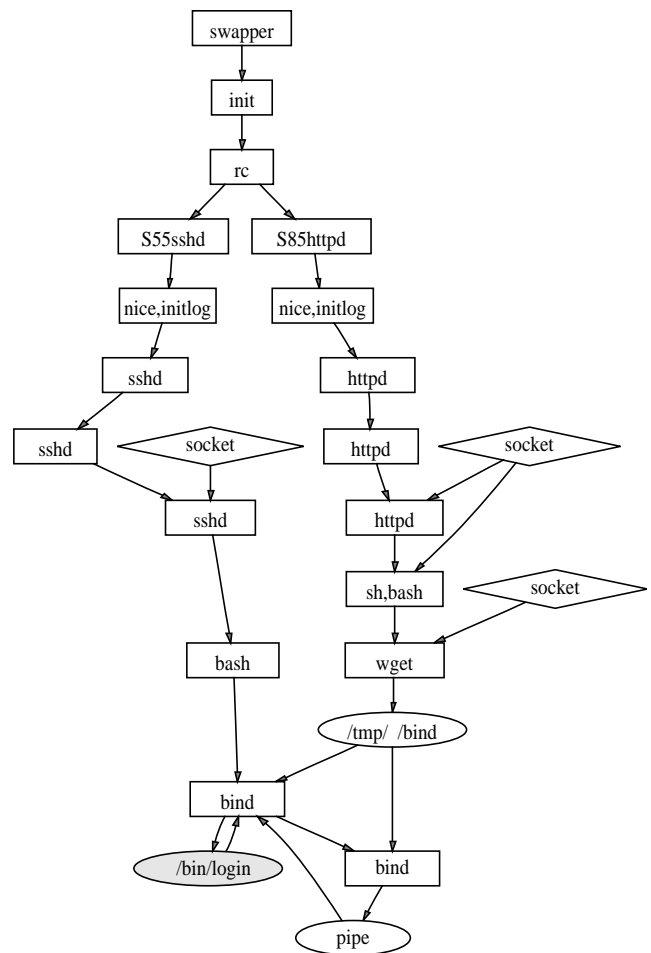 swapper
init
rc
S55sshd
S85httpd
nice,initlog
nice,initlog
sshd
httpd
sshd
socket
httpd
socket
sshd
httpd
sh,bash
socket
bash
wget
/tmp/  /bind
bind
/bin/login
bind
pipe